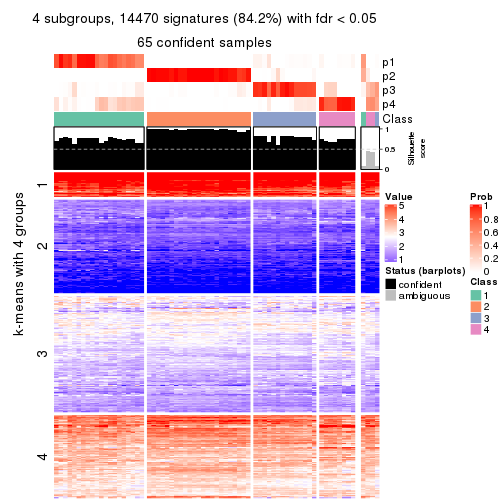 4 subgroups, 14470 signatures (84.2%) with fdr < 0.05
65 confident samples
p1
p2
p3
p4
Class
1
0.5
0
Silhouette
score
k-means with 4 groups
1
2
3
4
Value
5
4
3
2
1
Status (barplots)
confident
ambiguous
Prob
1
0.8
0.6
0.4
0.2
0
Class
1
2
3
4